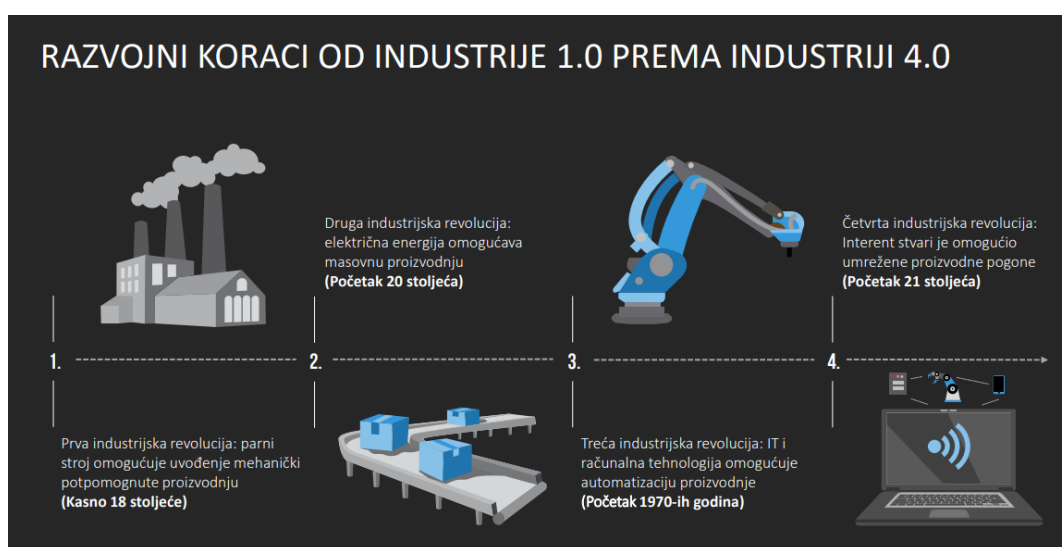 RAZVOJNI KORACI OD INDUSTRIJE 1.0 PREMA INDUSTRIJI 4.0
1.
Prva industrijska revolucija: parni
stroj omogućuje uvođenje mehanički
potpomognute proizvodnju
(Kasno 18 stoljeće)
2.
Druga industrijska revolucija:
električna energija omogućava
masovnu proizvodnju
(Početak 20 stoljeća)
3.
Treća industrijska revolucija: IT i
računalna tehnologija omogućuje
automatizaciju proizvodnje
(Početak 1970-ih godina)
4.
Četvrta industrijska revolucija:
Interent stvari je omogućio
umrežene proizvodne pogone
(Početak 21 stoljeća)